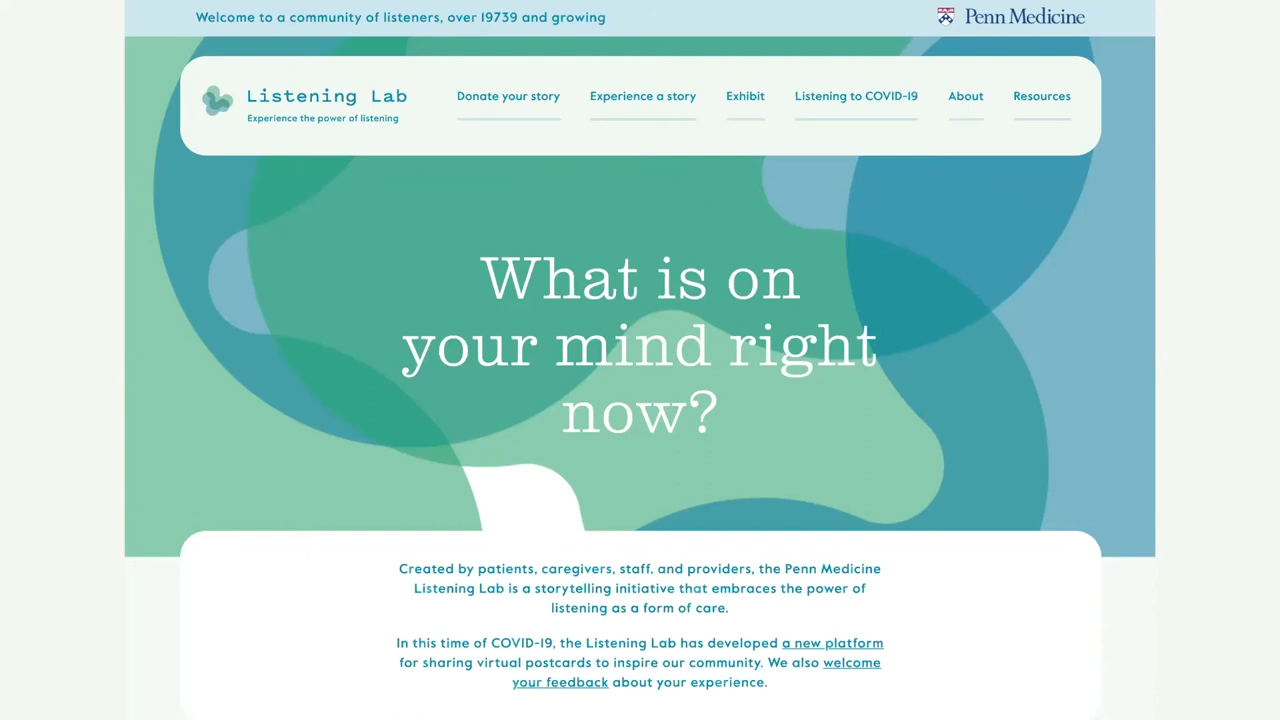 Welcome to a community of listeners, over 19739 and growing
Penn Medicine
Listening Lab
Experience the power of listening
Donate your story
Experience a story
Exhibit
Listening to COVID-19
About
Resources
What is on
your mind right
now?
Created by patients, caregivers, staff, and providers, the Penn Medicine
Listening Lab is a storytelling initiative that embraces the power of
listening as a form of care.
In this time of COVID-19, the Listening Lab has developed a new platform
for sharing virtual postcards to inspire our community. We also welcome
your feedback about your experience.